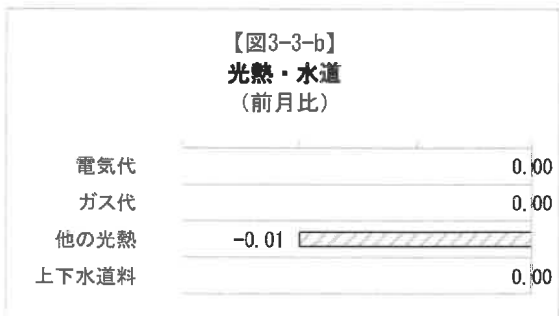 【図3-3-b】
光熱・水道
(前月比)
電気代 0.00
ガス代 0.00
他の光熱 -0.01
上下水道料 0.00